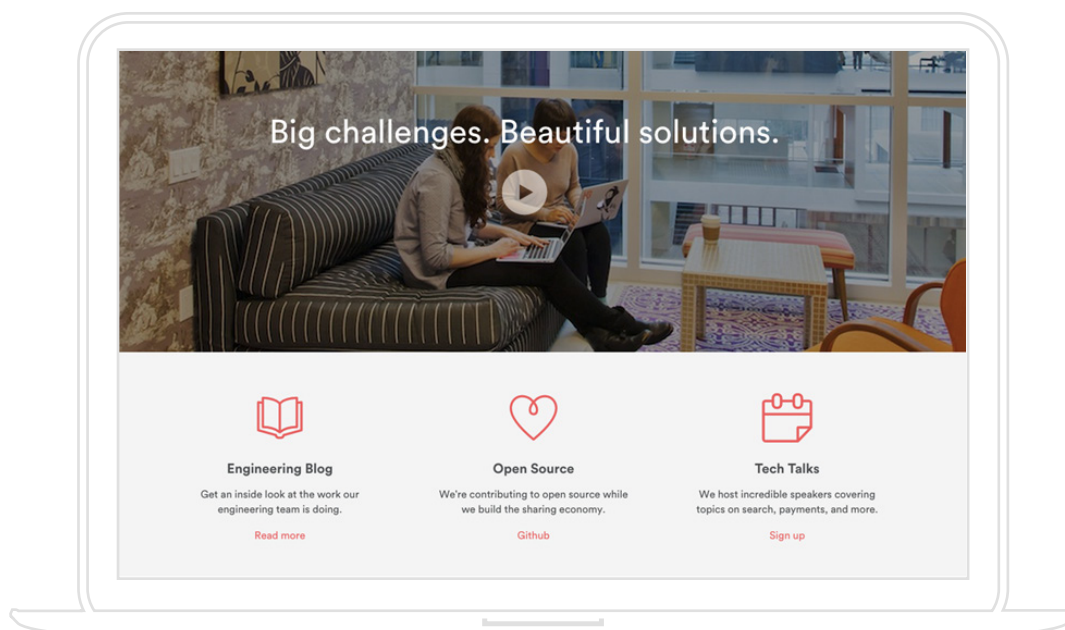 Big challenges. Beautiful solutions.
Engineering Blog
Get an inside look at the work our
engineering team is doing.
Read more
Open Source
We're contributing to open source while
we build the sharing economy.
Github
Tech Talks
We host incredible speakers covering
topics on search, payments, and more.
Sign up